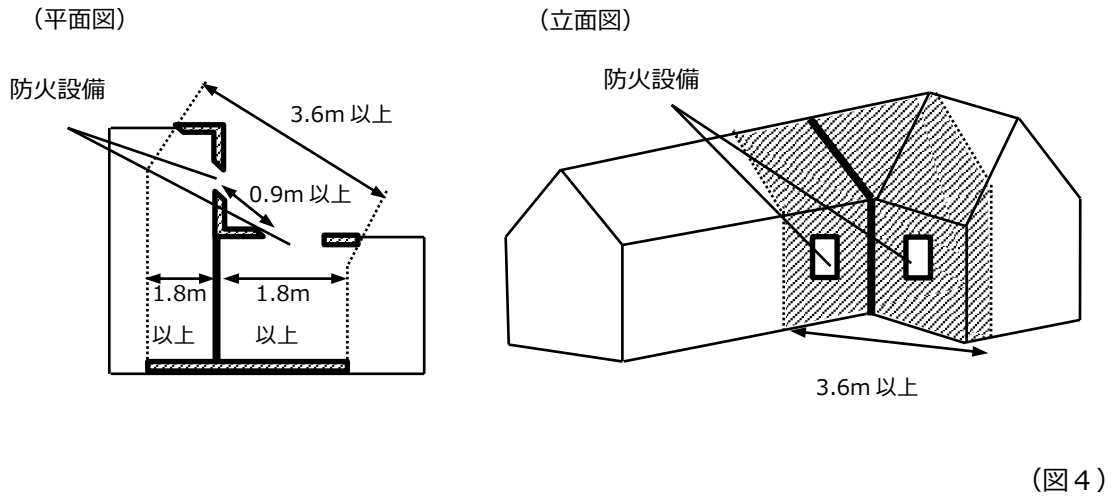 （平面図）
防火設備
3.6m 以上
0.9m 以上
1.8m
以上
1.8m
以上
（立面図）
防火設備
3.6m 以上
（図４）